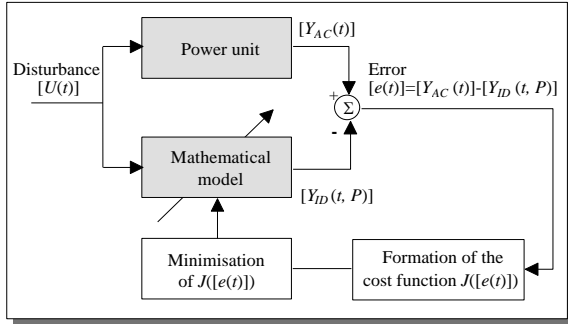 [Y_AC(t)]
Power unit
Disturbance
[U(t)]
Error
[e(t)]=[Y_AC (t)]-[Y_ID (t, P)]
+
Σ
-
Mathematical
model
[Y_ID (t, P)]
Minimisation
of J([e(t)])
Formation of the
cost function J([e(t)])